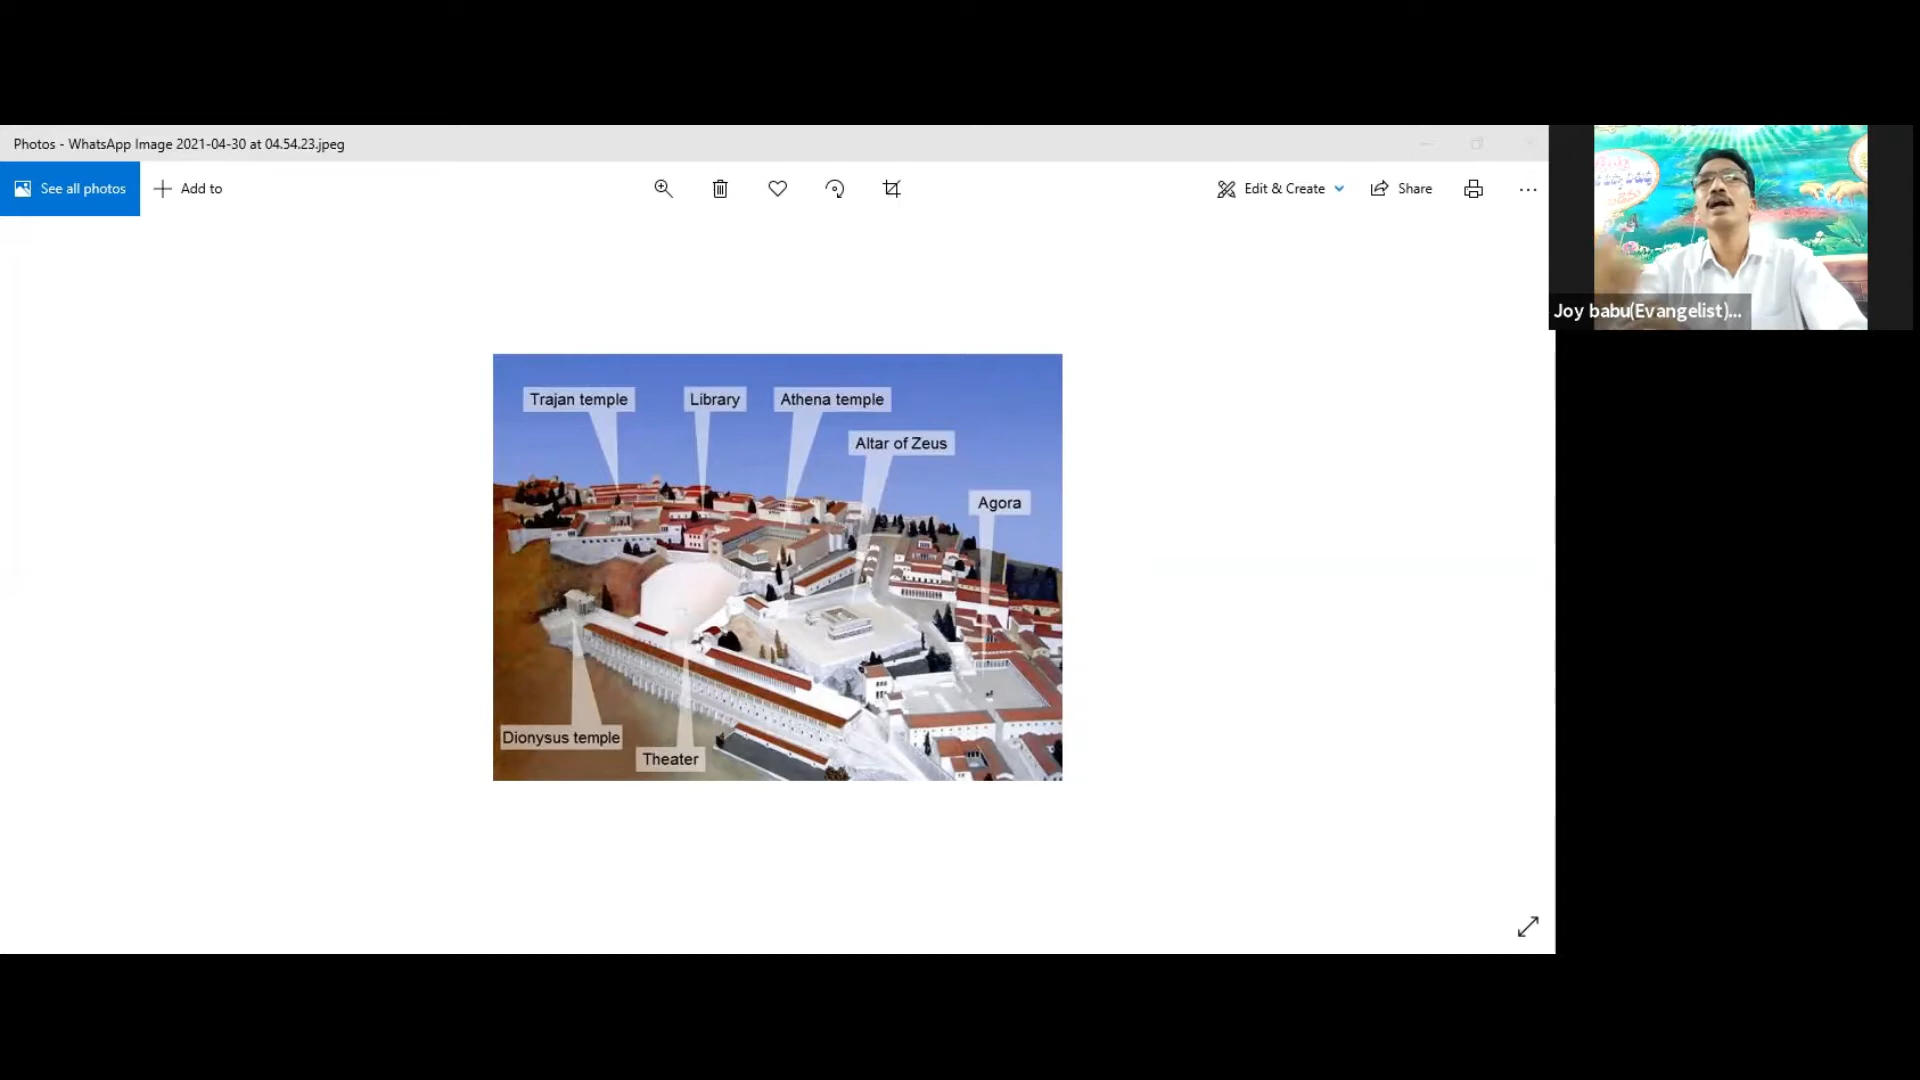 Photos - WhatsApp Image 2021-04-30 at 04.54.23.jpeg
See all photos
Add to
Edit & Create
Share
Trajan temple
Library
Athena temple
Altar of Zeus
Agora
Dionysus temple
Theater
Joy babu(Evangelist)...